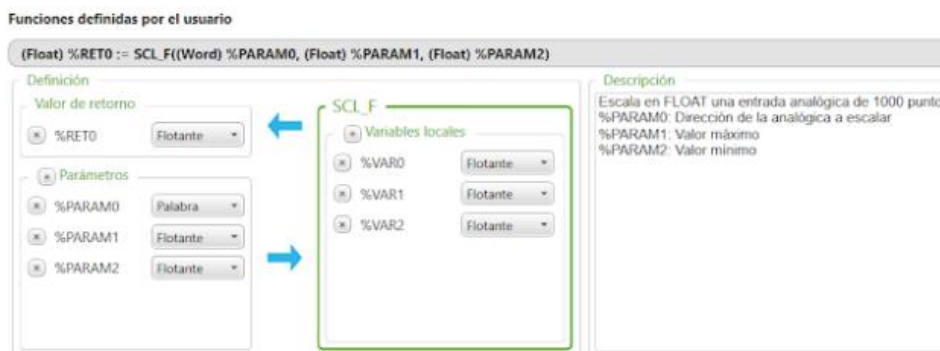 Funciones definidas por el usuario
(Float) %RET0 := SCL_F((Word) %PARAM0, (Float) %PARAM1, (Float) %PARAM2)
Definición
Valor de retorno
%RET0 Flotante
Parámetros
%PARAM0 Palabra
%PARAM1 Flotante
%PARAM2 Flotante
SCL_F
Variables locales
%VAR0 Flotante
%VAR1 Flotante
%VAR2 Flotante
Descripción
Escala en FLOAT una entrada analógica de 1000 punto
%PARAM0: Dirección de la analógica a escalar
%PARAM1: Valor máximo
%PARAM2: Valor mínimo